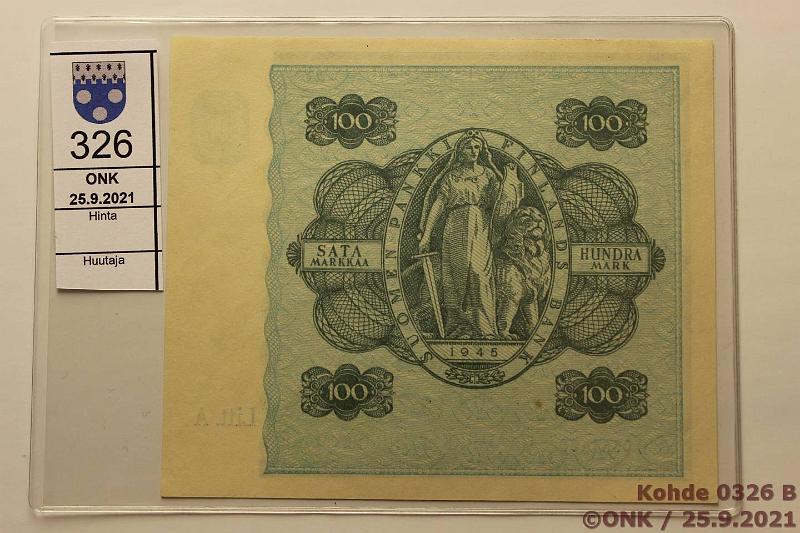 326
ONK
25.9.2021
Hinta
Huutaja
100
100
SUOMEN PANKKI
FINLANDS BANK
SATA
MARKKAA
HUNDRA
MARK
1945
100
100
Litt. A
Kohde 0326 B
©ONK / 25.9.2021